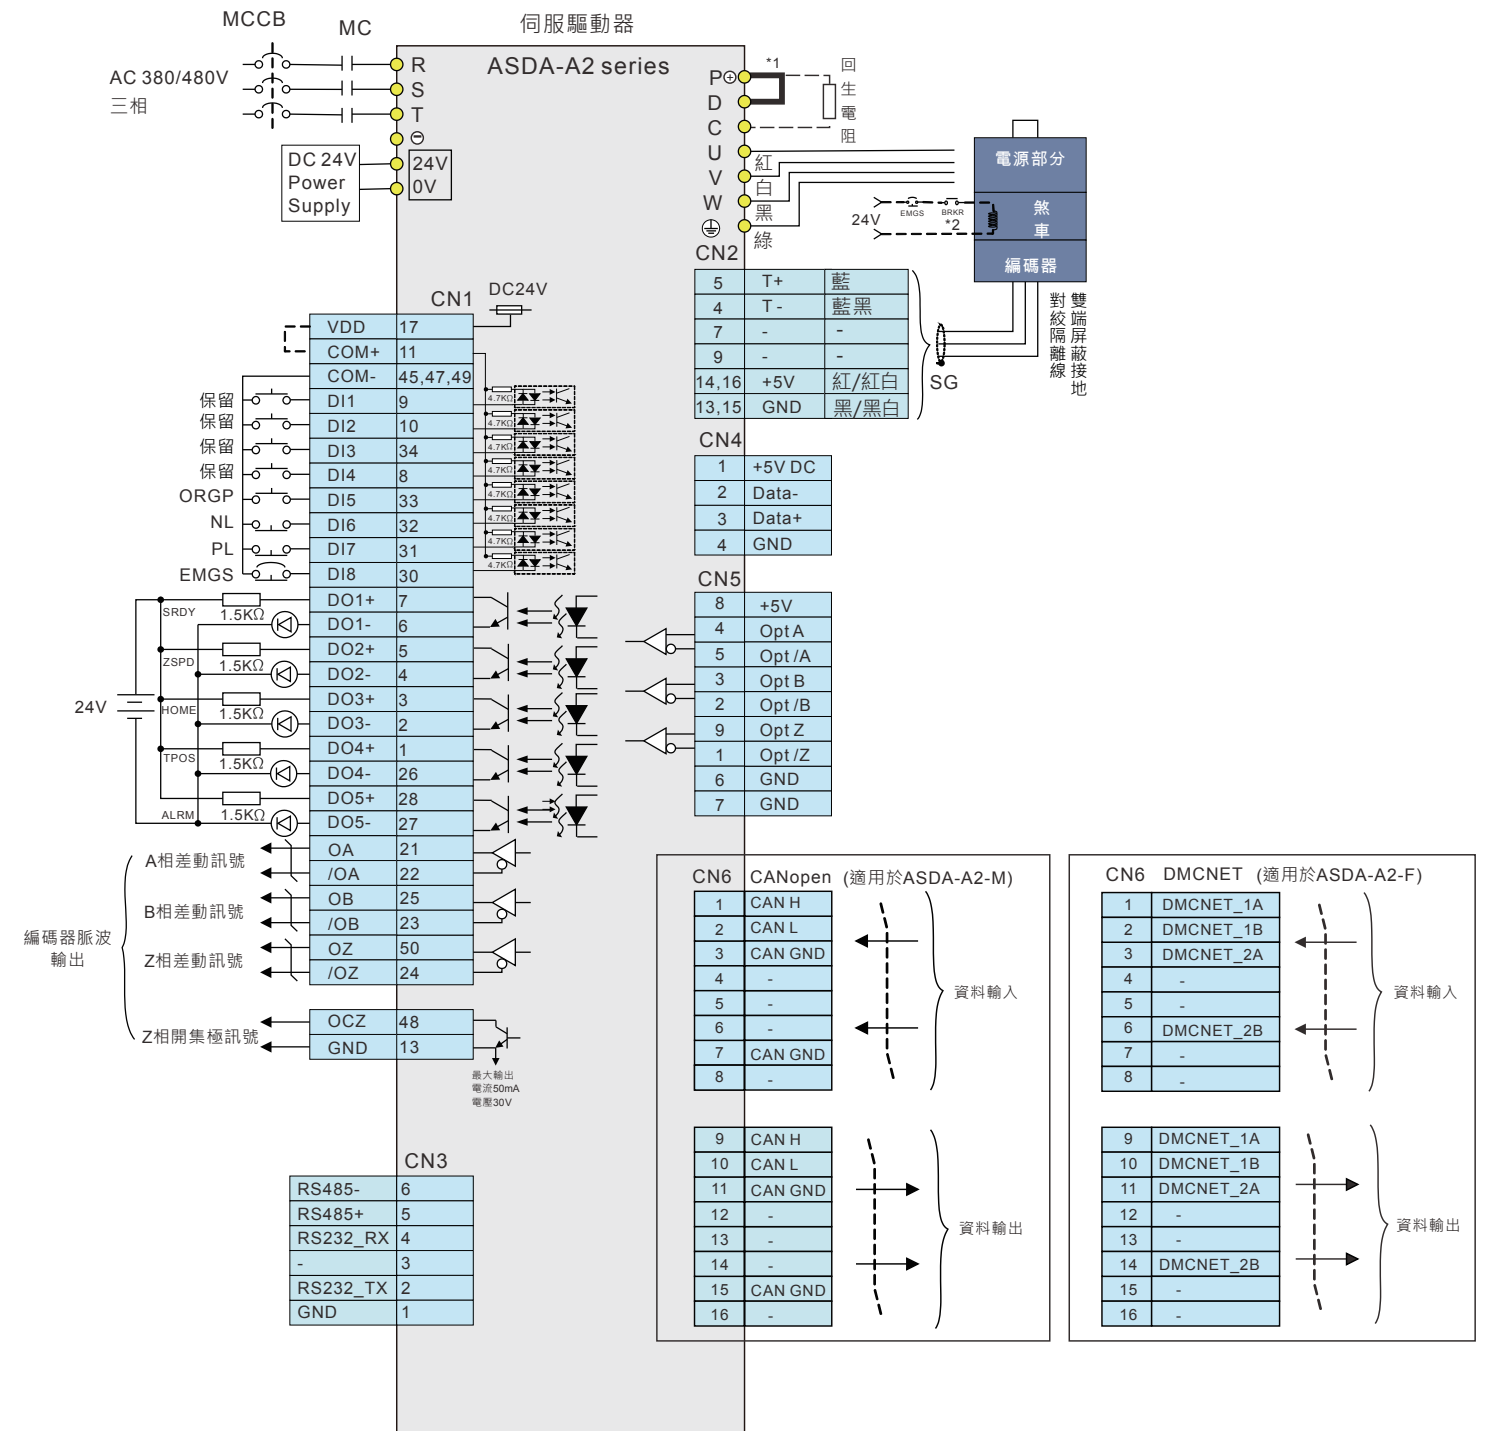 伺服驅動器
ASDA-A2 series
MCCB
MC
AC 380/480V
三相
R
S
T
⊖
DC 24V
Power
Supply
24V
0V
P⊕
D
C
U
V
W
*1
回生電阻
紅
白
黑
綠
電源部分
煞車
編碼器
24V
EMGS
BRKR
*2
CN2
5 T+ 藍
4 T- 藍黑
7 - -
9 - -
14,16 +5V 紅/紅白
13,15 GND 黑/黑白
SG
雙端屏蔽接地
對絞隔離線
CN1
DC24V
VDD 17
COM+ 11
COM- 45,47,49
保留 DI1 9 4.7KΩ
保留 DI2 10 4.7KΩ
保留 DI3 34 4.7KΩ
保留 DI4 8 4.7KΩ
ORGP DI5 33 4.7KΩ
NL DI6 32 4.7KΩ
PL DI7 31 4.7KΩ
EMGS DI8 30 4.7KΩ
24V
SRDY 1.5KΩ DO1+ 7
DO1- 6
ZSPD 1.5KΩ DO2+ 5
DO2- 4
HOME 1.5KΩ DO3+ 3
DO3- 2
TPOS 1.5KΩ DO4+ 1
DO4- 26
ALRM 1.5KΩ DO5+ 28
DO5- 27
編碼器脈波
輸出
A相差動訊號
OA 21
/OA 22
B相差動訊號
OB 25
/OB 23
Z相差動訊號
OZ 50
/OZ 24
Z相開集極訊號
OCZ 48
GND 13
最大輸出
電流50mA
電壓30V
CN3
RS485- 6
RS485+ 5
RS232_RX 4
- 3
RS232_TX 2
GND 1
CN4
1 +5V DC
2 Data-
3 Data+
4 GND
CN5
8 +5V
4 Opt A
5 Opt /A
3 Opt B
2 Opt /B
9 Opt Z
1 Opt /Z
6 GND
7 GND
CN6 CANopen (適用於ASDA-A2-M)
1 CAN H
2 CAN L
3 CAN GND
4 -
5 -
6 -
7 CAN GND
8 -
資料輸入
9 CAN H
10 CAN L
11 CAN GND
12 -
13 -
14 -
15 CAN GND
16 -
資料輸出
CN6 DMCNET (適用於ASDA-A2-F)
1 DMCNET_1A
2 DMCNET_1B
3 DMCNET_2A
4 -
5 -
6 DMCNET_2B
7 -
8 -
資料輸入
9 DMCNET_1A
10 DMCNET_1B
11 DMCNET_2A
12 -
13 -
14 DMCNET_2B
15 -
16 -
資料輸出